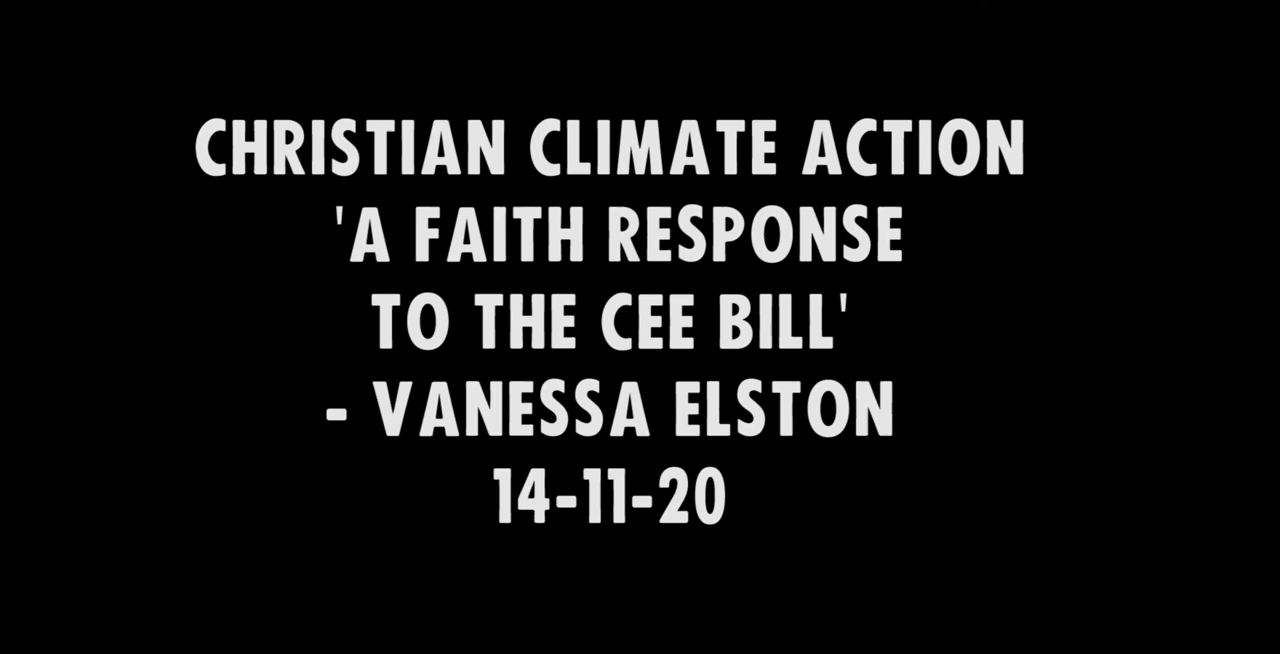 CHRISTIAN CLIMATE ACTION
'A FAITH RESPONSE
TO THE CEE BILL'
- VANESSA ELSTON
14-11-20